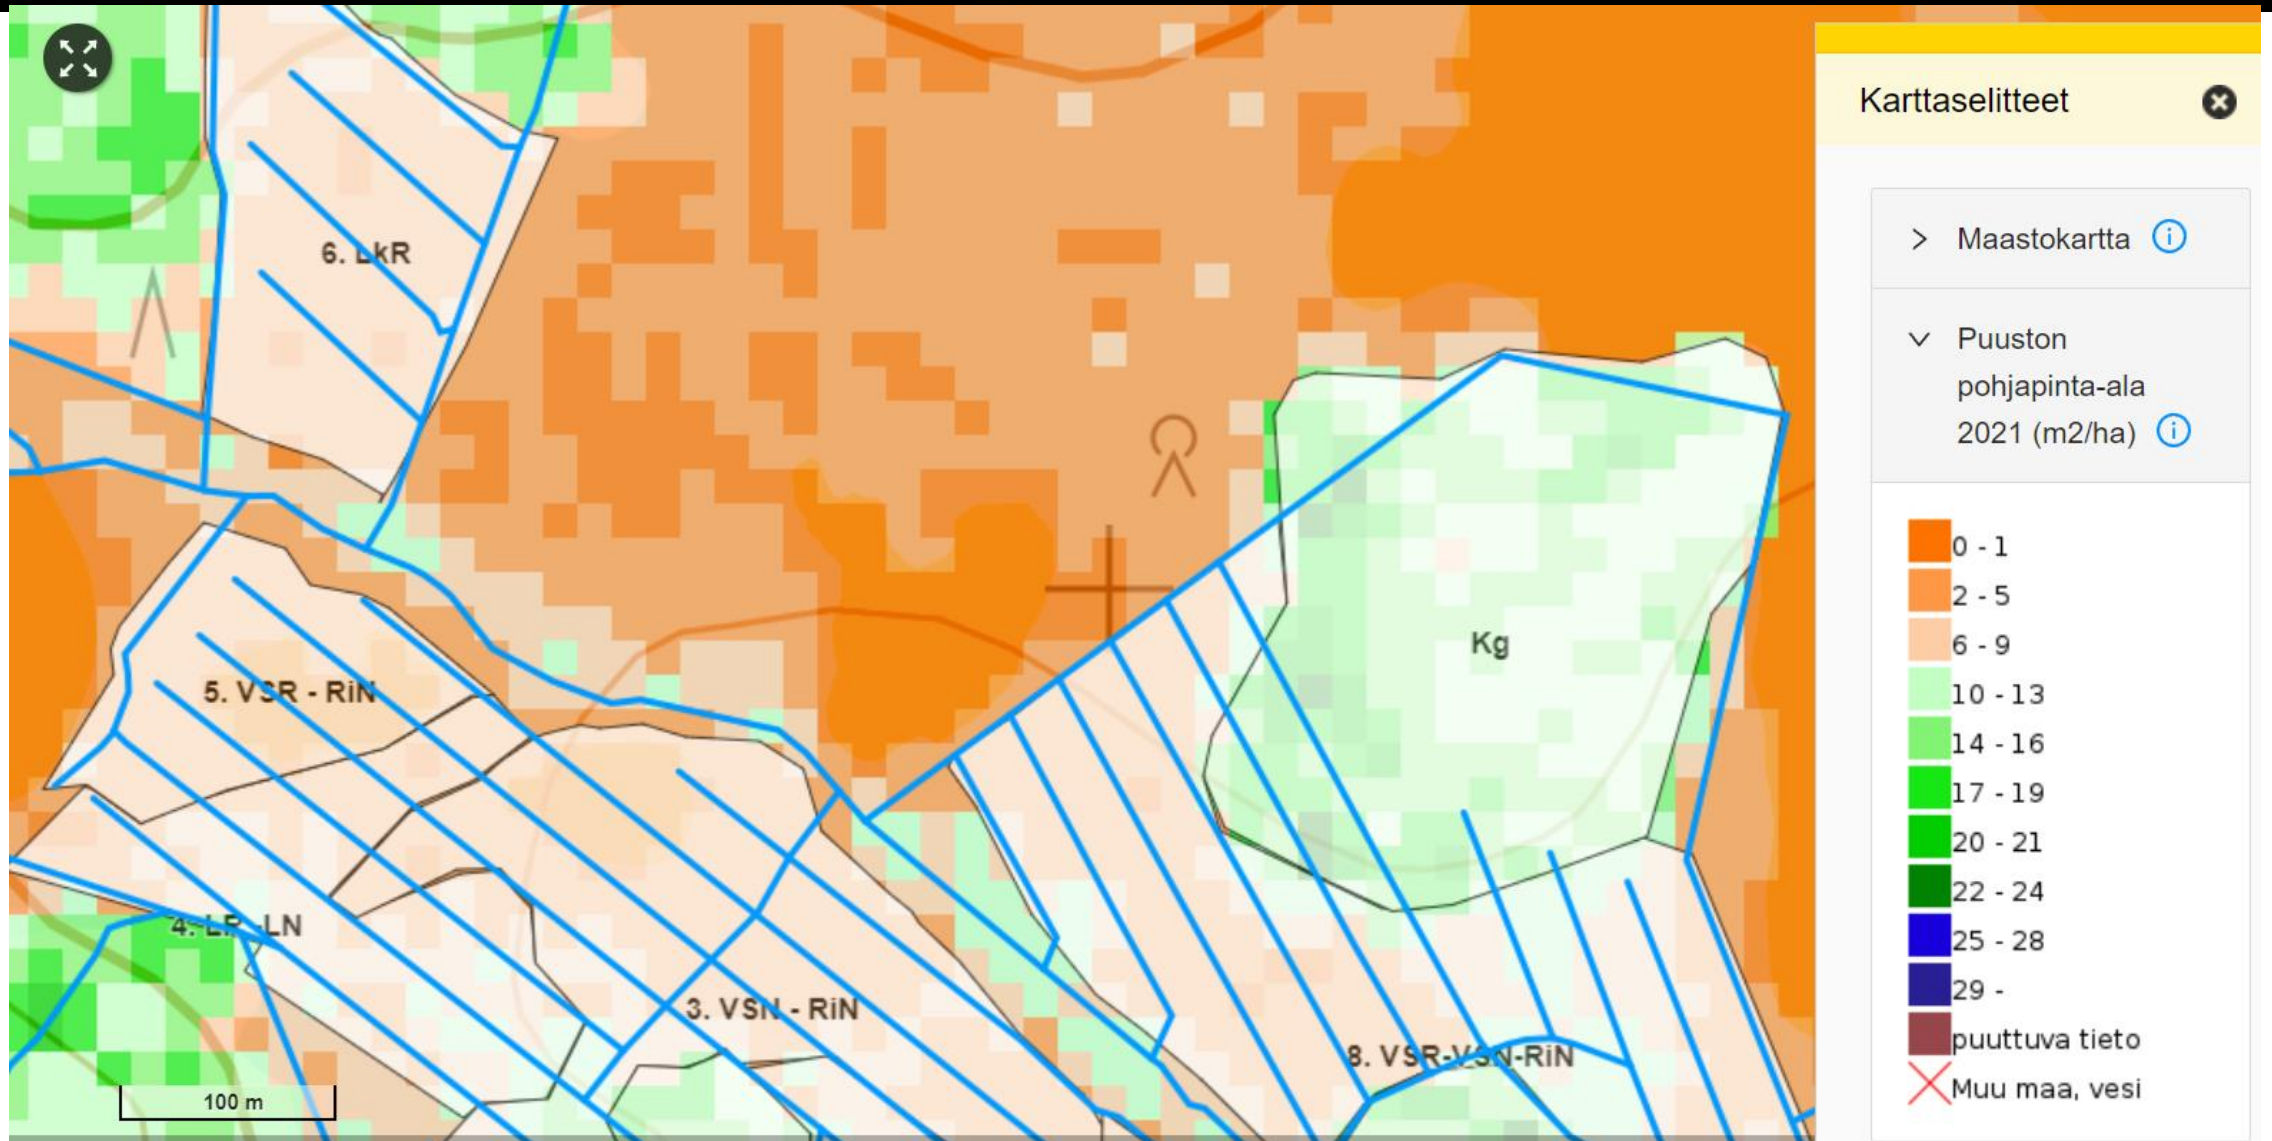 Karttaselitteet
Maastokartta
Puuston
pohjapinta-ala
2021 (m2/ha)
0 - 1
2 - 5
6 - 9
10 - 13
14 - 16
17 - 19
20 - 21
22 - 24
25 - 28
29 -
puuttuva tieto
Muu maa, vesi
6. LkR
Kg
5. VSR - RiN
4. LR -LN
3. VSN - RiN
8. VSR-VSN-RiN
100 m